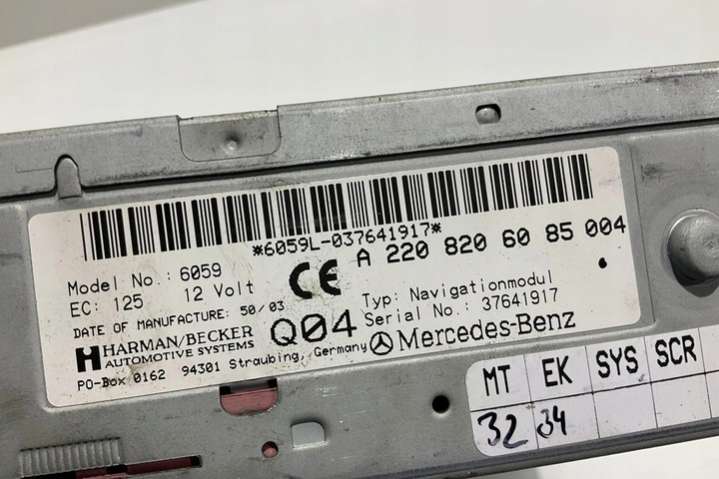 *6059L-037641917*
Model No.: 6059
A 220 820 60 85 004
EC: 125 12 Volt
CE
Typ: Navigationmodul
DATE OF MANUFACTURE: 50/03
Q04
Serial No.: 37641917
HARMAN/BECKER
AUTOMOTIVE SYSTEMS
Mercedes-Benz
PO-Box 0162 94301 Straubing, Germany
MT EK SYS SCR
32 34